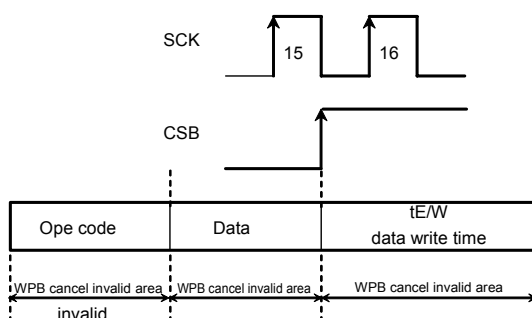 SCK
15
16
CSB
Ope code
Data
tE/W
data write time
WPB cancel invalid area
WPB cancel invalid area
WPB cancel invalid area
invalid